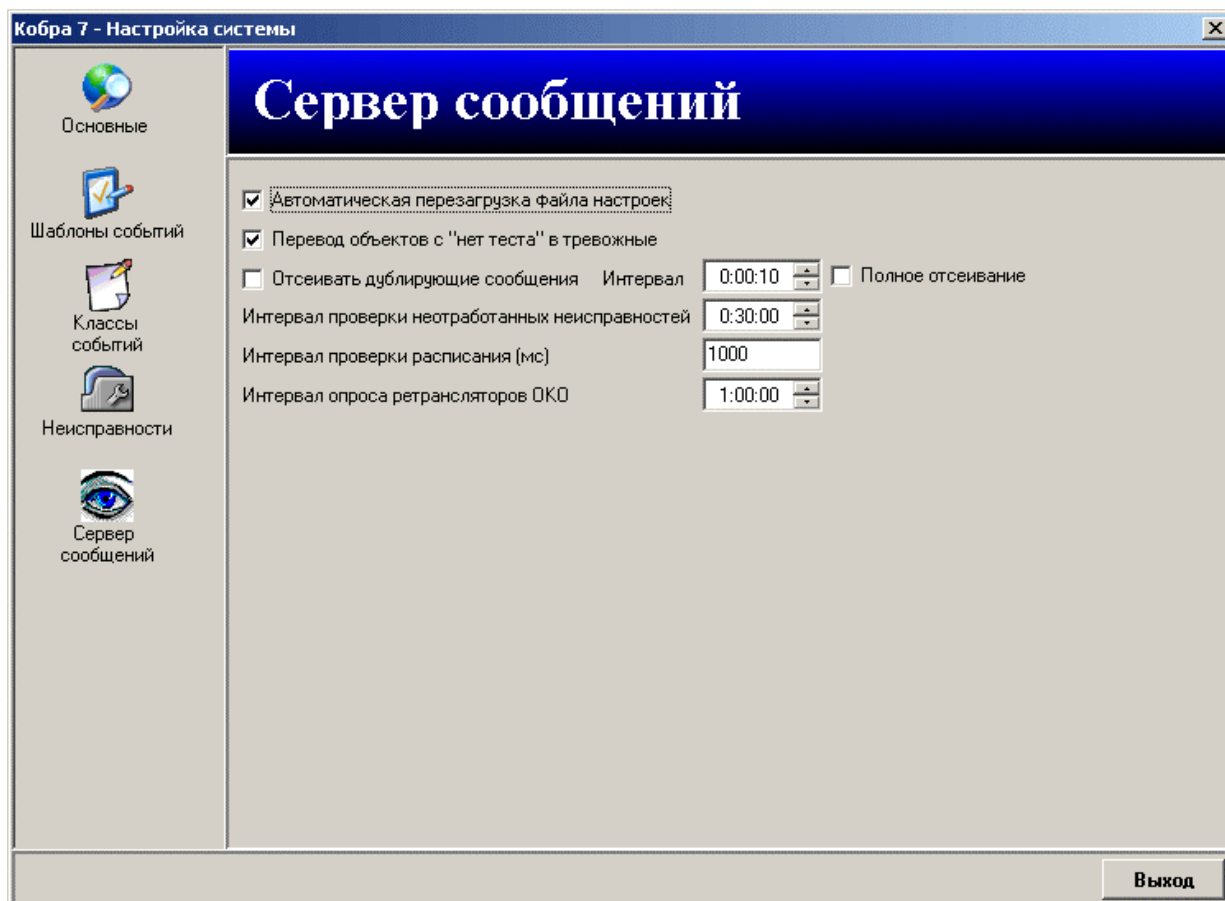 Кобра 7 - Настройка системы
Основные
Шаблоны событий
Классы
событий
Неисправности
Сервер
сообщений
Сервер сообщений
Автоматическая перезагрузка файла настроек
Перевод объектов с "нет теста" в тревожные
Отсеивать дублирующие сообщения Интервал 0:00:10 Полное отсеивание
Интервал проверки неотработанных неисправностей 0:30:00
Интервал проверки расписания (мс) 1000
Интервал опроса ретрансляторов ОКО 1:00:00
Выход